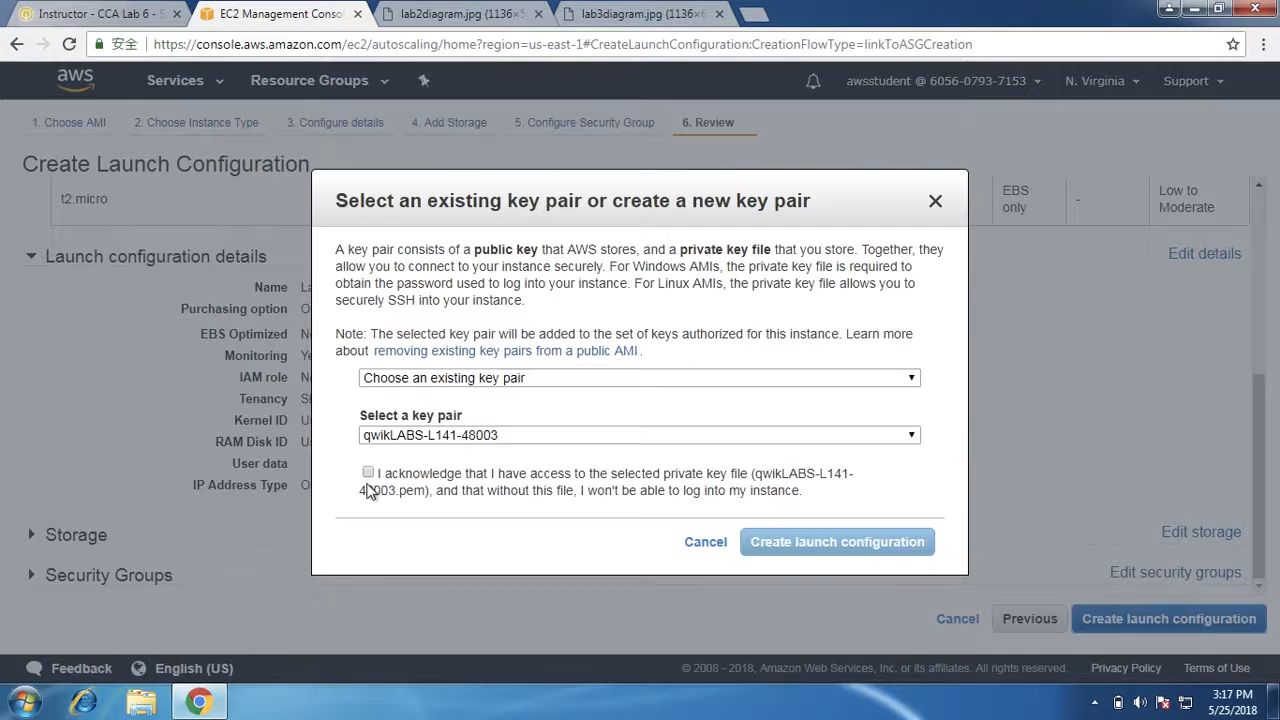 Instructor - CCA Lab 6 - S
EC2 Management Conso
lab2diagram.jpg (1136×5
lab3diagram.jpg (1136×6
安全 https://console.aws.amazon.com/ec2/autoscaling/home?region=us-east-1#CreateLaunchConfiguration:CreationFlowType=linkToASGCreation
aws Services Resource Groups awsstudent @ 6056-0793-7153 N. Virginia Support
1. Choose AMI 2. Choose Instance Type 3. Configure details 4. Add Storage 5. Configure Security Group 6. Review
Create Launch Configuration
t2.micro
EBS only
-
Low to Moderate
Select an existing key pair or create a new key pair
A key pair consists of a public key that AWS stores, and a private key file that you store. Together, they
allow you to connect to your instance securely. For Windows AMIs, the private key file is required to
obtain the password used to log into your instance. For Linux AMIs, the private key file allows you to
securely SSH into your instance.
Note: The selected key pair will be added to the set of keys authorized for this instance. Learn more
about removing existing key pairs from a public AMI .
Choose an existing key pair
Select a key pair
qwikLABS-L141-48003
I acknowledge that I have access to the selected private key file (qwikLABS-L141-
48003.pem), and that without this file, I won't be able to log into my instance.
Cancel Create launch configuration
Launch configuration details
Edit details
Name
Purchasing option
EBS Optimized
Monitoring
IAM role
Tenancy
Kernel ID
RAM Disk ID
User data
IP Address Type
Storage
Edit storage
Security Groups
Edit security groups
Cancel Previous Create launch configuration
Feedback English (US) © 2008 - 2018, Amazon Web Services, Inc. or its affiliates. All rights reserved. Privacy Policy Terms of Use
3:17 PM
5/25/2018